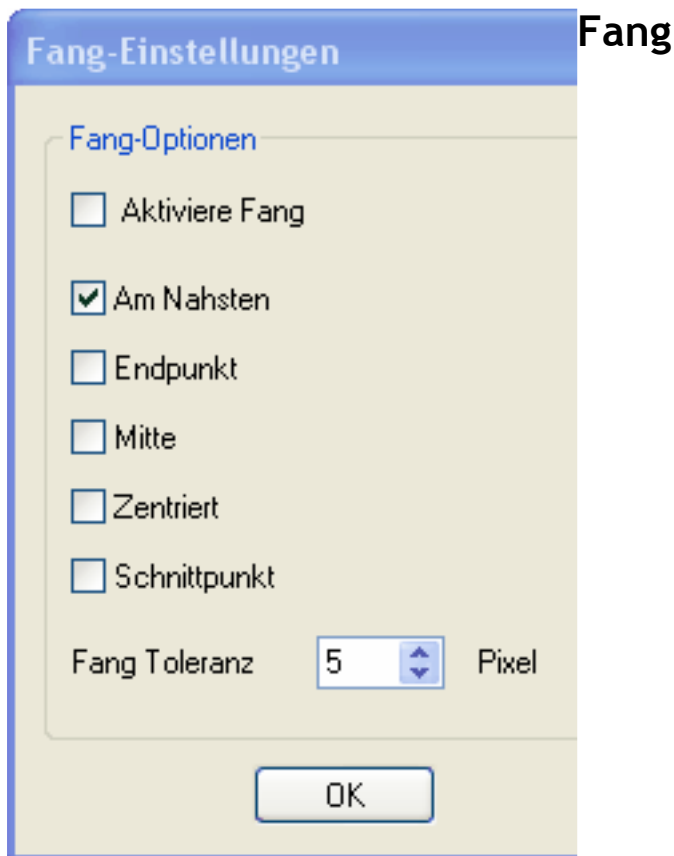 Fang-Einstellungen
Fang
Fang-Optionen
Aktiviere Fang
Am Nahsten
Endpunkt
Mitte
Zentriert
Schnittpunkt
Fang Toleranz 5 Pixel
OK